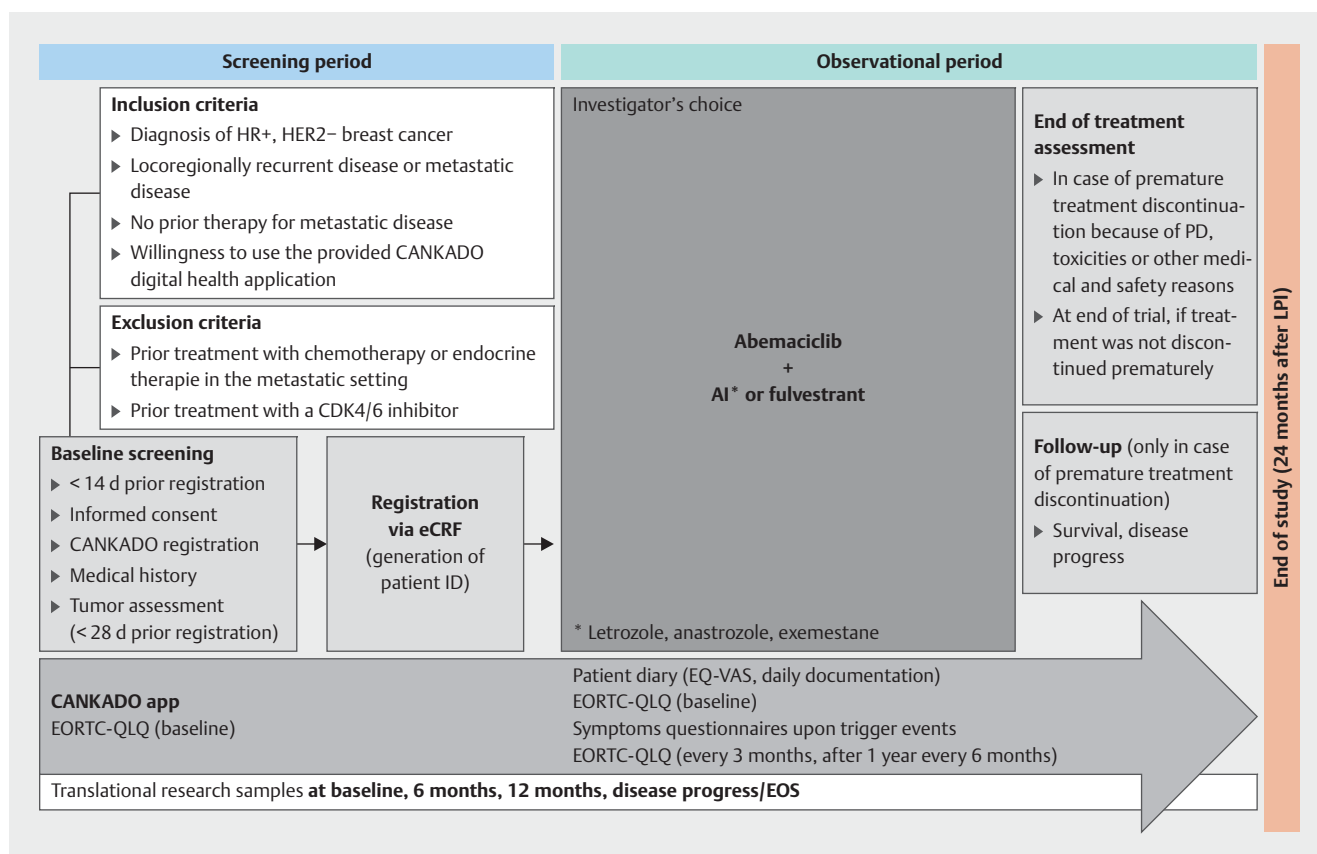 Screening period
Observational period
Inclusion criteria
▶ Diagnosis of HR+, HER2− breast cancer
▶ Locoregionally recurrent disease or metastatic
disease
▶ No prior therapy for metastatic disease
▶ Willingness to use the provided CANKADO
digital health application
Exclusion criteria
▶ Prior treatment with chemotherapy or endocrine
therapie in the metastatic setting
▶ Prior treatment with a CDK4/6 inhibitor
Baseline screening
▶ < 14 d prior registration
▶ Informed consent
▶ CANKADO registration
▶ Medical history
▶ Tumor assessment
(< 28 d prior registration)
Registration
via eCRF
(generation of
patient ID)
Investigator’s choice
Abemaciclib
+
AI* or fulvestrant
* Letrozole, anastrozole, exemestane
End of treatment
assessment
▶ In case of premature
treatment discontinua-
tion because of PD,
toxicities or other medi-
cal and safety reasons
▶ At end of trial, if treat-
ment was not discon-
tinued prematurely
Follow-up (only in case
of premature treatment
discontinuation)
▶ Survival, disease
progress
End of study (24 months after LPI)
CANKADO app
EORTC-QLQ (baseline)
Patient diary (EQ-VAS, daily documentation)
EORTC-QLQ (baseline)
Symptoms questionnaires upon trigger events
EORTC-QLQ (every 3 months, after 1 year every 6 months)
Translational research samples at baseline, 6 months, 12 months, disease progress/EOS